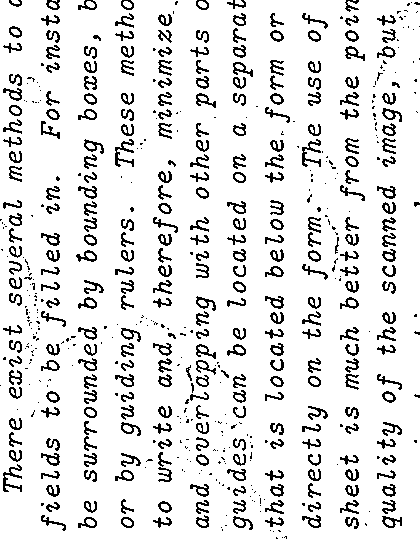 There exist several methods to
fields to be filled in. For insta
be surrounded by bounding boxes, b
or by guiding rulers. These metho
to write and, therefore, minimize
and overlapping with other parts o
guides can be located on a separat
that is located below the form or
directly on the form. The use of
sheet is much better from the poin
quality of the scanned image, but